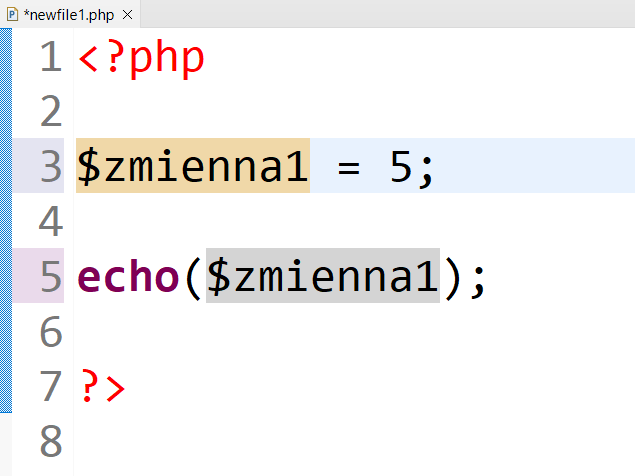 *newfile1.php
1 <?php
2
3 $zmienna1 = 5;
4
5 echo($zmienna1);
6
7 ?>
8